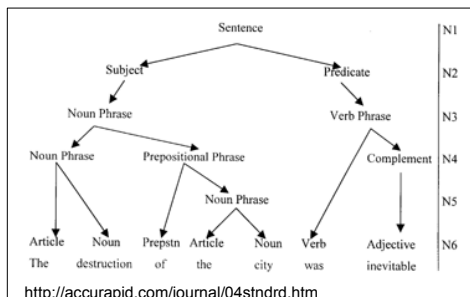 Sentence N1
Subject Predicate N2
Noun Phrase Verb Phrase N3
Noun Phrase Prepositional Phrase Complement N4
Noun Phrase N5
Article Noun Prepstn Article Noun Verb Adjective N6
The destruction of the city was inevitable
http://accurapid.com/journal/04stndrd.htm